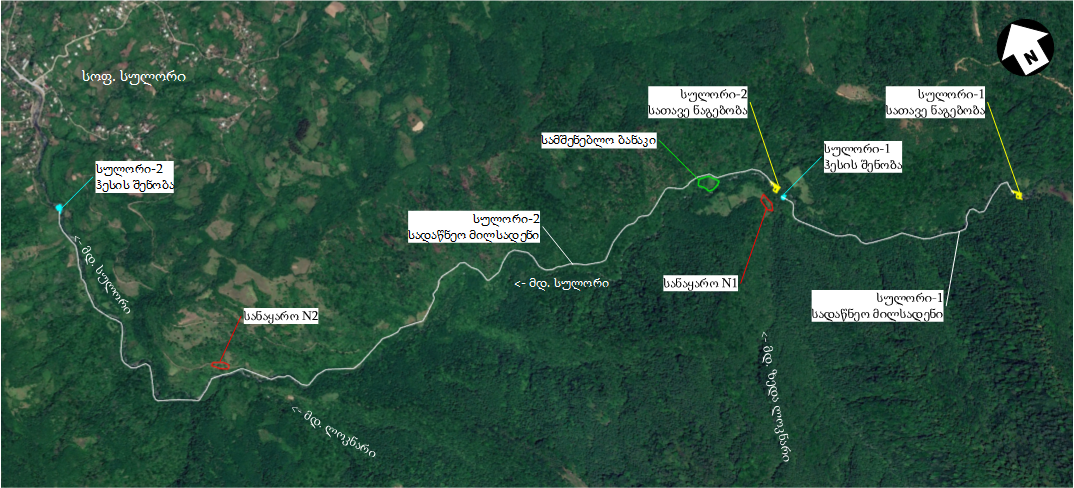 სოფ. სულორი
N
სულორი-2
სათავე ნაგებობა
სულორი-1
სათავე ნაგებობა
სამშენებლო ბანაკი
სულორი-1
ჰესის შენობა
სულორი-2
ჰესის შენობა
სულორი-2
სადაწნეო მილსადენი
<- მდ. სულორი
<- მდ. სულორი
სანაყარო N1
სულორი-1
სადაწნეო მილსადენი
სანაყარო N2
<- მდ. ზედა ლოკნარი
<- მდ. ლოკნარი